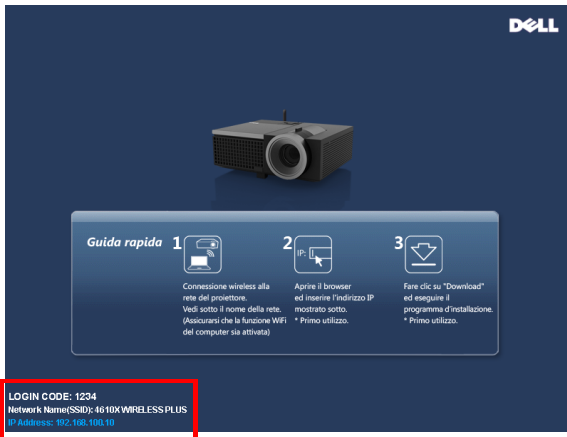 DELL
Guida rapida
1
Connessione wireless alla
rete del proiettore.
Vedi sotto il nome della rete.
(Assicurarsi che la funzione WiFi
del computer sia attivata)
2
IP:
Aprire il browser
ed inserire l'indirizzo IP
mostrato sotto.
* Primo utilizzo.
3
Fare clic su "Download"
ed eseguire il
programma d'installazione.
* Primo utilizzo.
LOGIN CODE: 1234
Network Name(SSID): 4610X WIRELESS PLUS
IP Address: 192.168.100.10